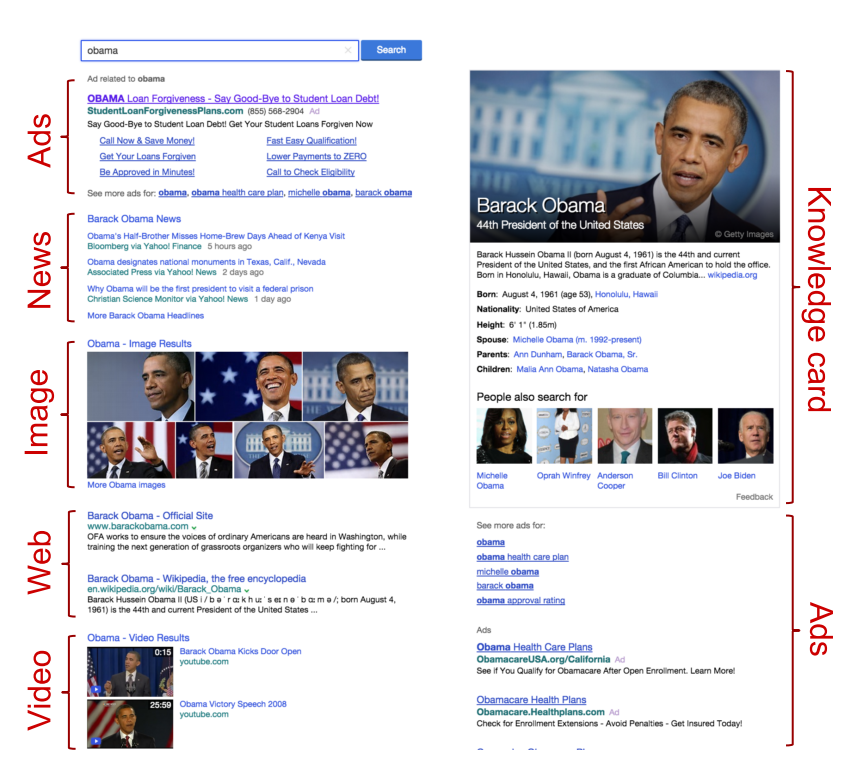 obama
×
Search
Ads
Ad related to obama
OBAMA Loan Forgiveness - Say Good-Bye to Student Loan Debt!
StudentLoanForgivenessPlans.com (855) 568-2904 Ad
Say Good-Bye to Student Loan Debt! Get Your Student Loans Forgiven Now
Call Now & Save Money! Fast Easy Qualification!
Get Your Loans Forgiven Lower Payments to ZERO
Be Approved in Minutes! Call to Check Eligibility
See more ads for: obama, obama health care plan, michelle obama, barack obama
News
Barack Obama News
Obama's Half-Brother Misses Home-Brew Days Ahead of Kenya Visit
Bloomberg via Yahoo! Finance 5 hours ago
Obama designates national monuments in Texas, Calif., Nevada
Associated Press via Yahoo! News 2 days ago
Why Obama will be the first president to visit a federal prison
Christian Science Monitor via Yahoo! News 1 day ago
More Barack Obama Headlines
Image
Obama - Image Results
More Obama images
Web
Barack Obama - Official Site
www.barackobama.com
OFA works to ensure the voices of ordinary Americans are heard in Washington, while
training the next generation of grassroots organizers who will keep fighting for ...
Barack Obama - Wikipedia, the free encyclopedia
en.wikipedia.org/wiki/Barack_Obama
Barack Hussein Obama II (US i / b ə ˈ r ɑː k h uː ˈ s eɪ n ə ˈ b ɑː m ə /; born August 4,
1961) is the 44th and current President of the United States ...
Video
Obama - Video Results
0:15
Barack Obama Kicks Door Open
youtube.com
25:59
Obama Victory Speech 2008
youtube.com
Knowledge card
Barack Obama
44th President of the United States
© Getty Images
Barack Hussein Obama II (born August 4, 1961) is the 44th and current
President of the United States, and the first African American to hold the office.
Born in Honolulu, Hawaii, Obama is a graduate of Columbia... wikipedia.org
Born: August 4, 1961 (age 53), Honolulu, Hawaii
Nationality: United States of America
Height: 6' 1" (1.85m)
Spouse: Michelle Obama (m. 1992-present)
Parents: Ann Dunham, Barack Obama, Sr.
Children: Malia Ann Obama, Natasha Obama
People also search for
Michelle Obama
Oprah Winfrey
Anderson Cooper
Bill Clinton
Joe Biden
Feedback
Ads
See more ads for:
obama
obama health care plan
michelle obama
barack obama
obama approval rating
Ads
Obama Health Care Plans
ObamacareUSA.org/California Ad
See if You Qualify for Obamacare After Open Enrollment. Learn More!
Obamacare Health Plans
Obamacare.Healthplans.com Ad
Check for Enrollment Extensions - Avoid Penalties - Get Insured Today!